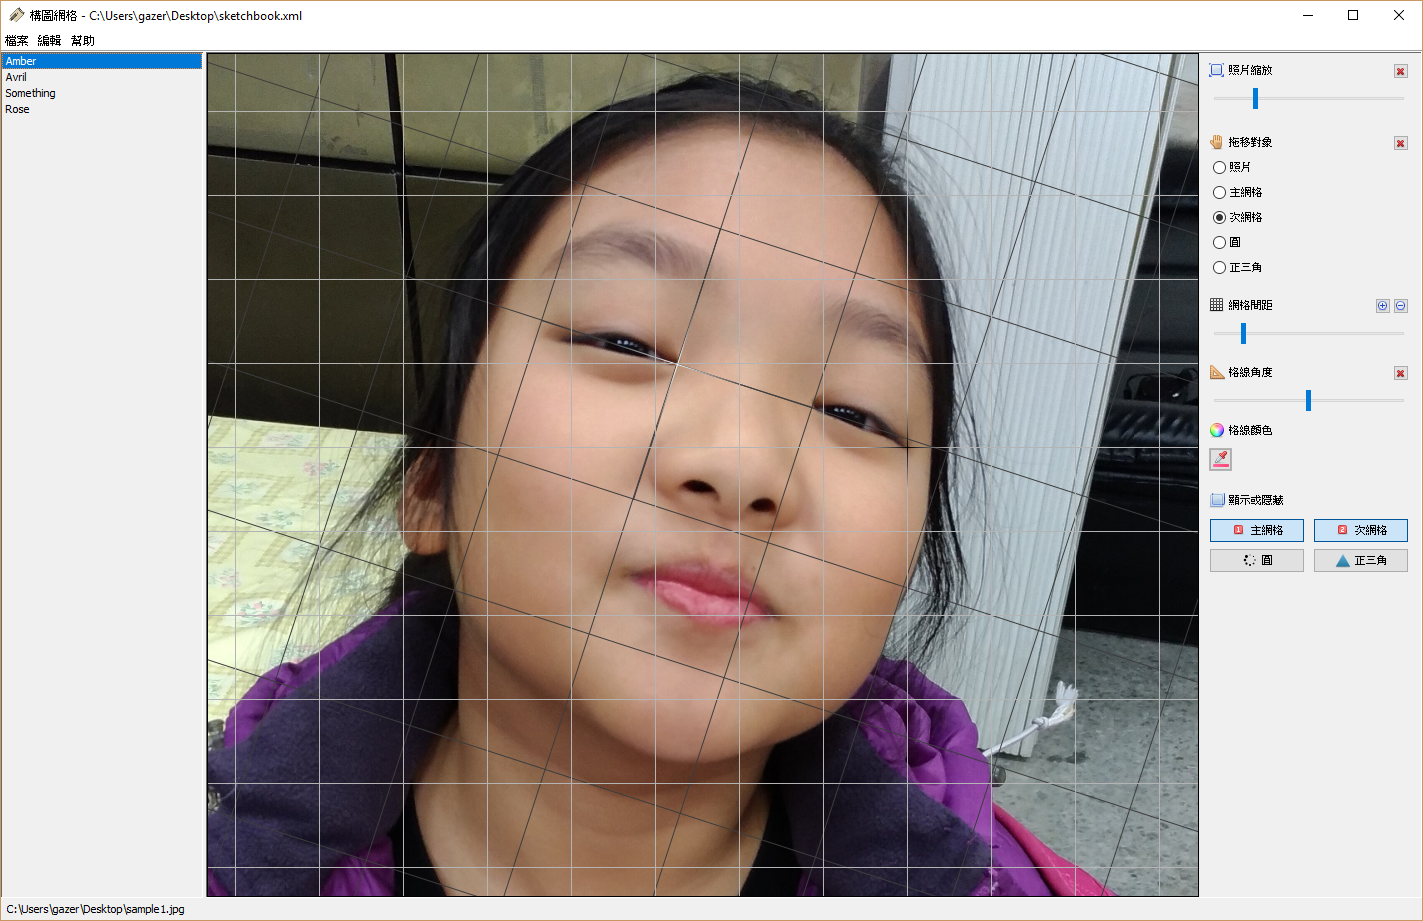 構圖網格 - C:\Users\gazer\Desktop\sketchbook.xml
檔案 編輯 幫助
Amber
Avril
Something
Rose
照片縮放
拖移對象
照片
主網格
次網格
圓
正三角
網格間距
格線角度
格線顏色
顯示或隱藏
1 主網格
2 次網格
圓
正三角
C:\Users\gazer\Desktop\sample1.jpg